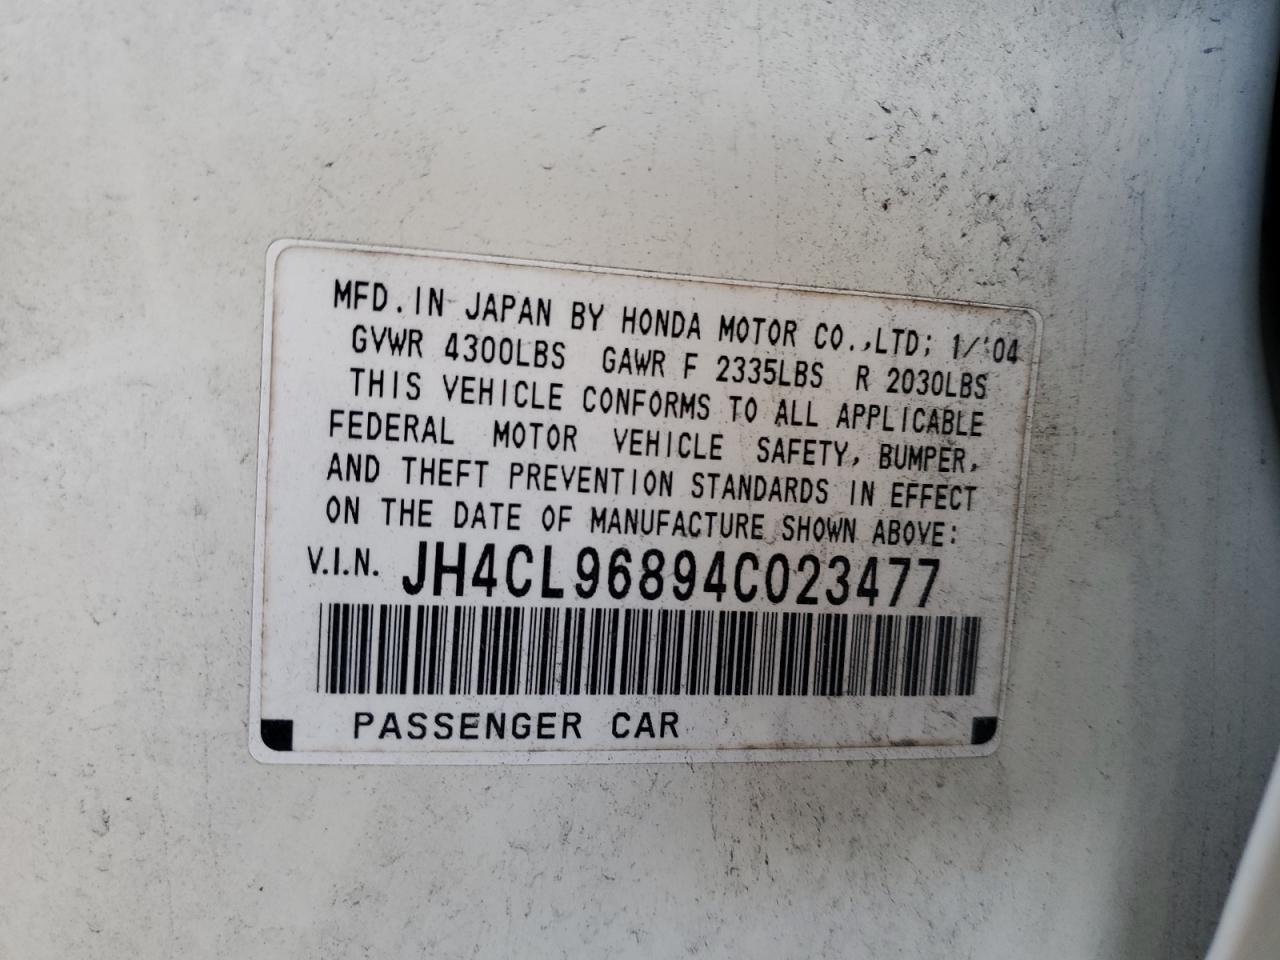 MFD. IN JAPAN BY HONDA MOTOR CO.,LTD; 1/'04
GVWR 4300LBS GAWR F 2335LBS R 2030LBS
THIS VEHICLE CONFORMS TO ALL APPLICABLE
FEDERAL MOTOR VEHICLE SAFETY, BUMPER,
AND THEFT PREVENTION STANDARDS IN EFFECT
ON THE DATE OF MANUFACTURE SHOWN ABOVE:
V.I.N. JH4CL96894C023477
PASSENGER CAR